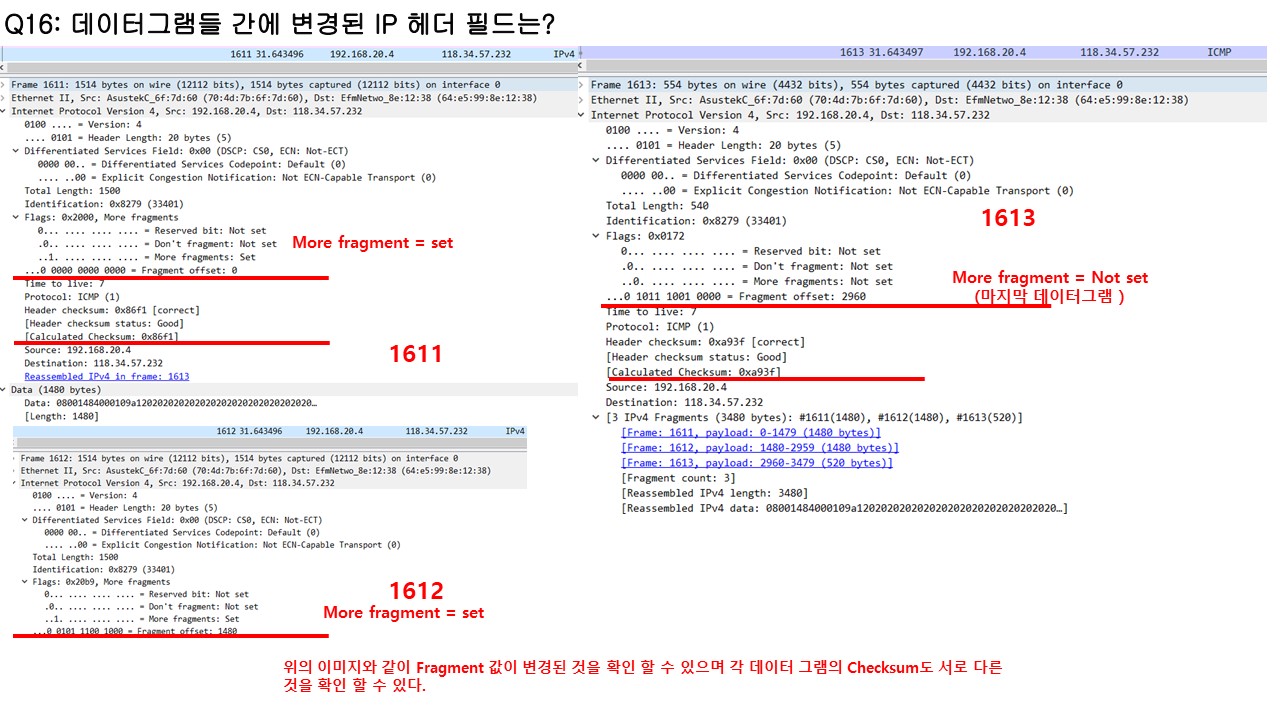 Q16: 데이터그램들 간에 변경된 IP 헤더 필드는?
1611 31.643496 192.168.20.4 118.34.57.232 IPv4
Frame 1611: 1514 bytes on wire (12112 bits), 1514 bytes captured (12112 bits) on interface 0
Ethernet II, Src: AsustekC_6f:7d:60 (70:4d:7b:6f:7d:60), Dst: EfmNetwo_8e:12:38 (64:e5:99:8e:12:38)
Internet Protocol Version 4, Src: 192.168.20.4, Dst: 118.34.57.232
0100 .... = Version: 4
.... 0101 = Header Length: 20 bytes (5)
Differentiated Services Field: 0x00 (DSCP: CS0, ECN: Not-ECT)
0000 00.. = Differentiated Services Codepoint: Default (0)
.... ..00 = Explicit Congestion Notification: Not ECN-Capable Transport (0)
Total Length: 1500
Identification: 0x8279 (33401)
Flags: 0x2000, More fragments
0... .... .... .... = Reserved bit: Not set
.0.. .... .... .... = Don't fragment: Not set
..1. .... .... .... = More fragments: Set
...0 0000 0000 0000 = Fragment offset: 0
Time to live: 7
Protocol: ICMP (1)
Header checksum: 0x86f1 [correct]
[Header checksum status: Good]
[Calculated Checksum: 0x86f1]
Source: 192.168.20.4
Destination: 118.34.57.232
Reassembled IPv4 in frame: 1613
Data (1480 bytes)
Data: 08001484000109a120202020202020202020202020202020…
[Length: 1480]
More fragment = set
1611
1612 31.643496 192.168.20.4 118.34.57.232 IPv4
Frame 1612: 1514 bytes on wire (12112 bits), 1514 bytes captured (12112 bits) on interface 0
Ethernet II, Src: AsustekC_6f:7d:60 (70:4d:7b:6f:7d:60), Dst: EfmNetwo_8e:12:38 (64:e5:99:8e:12:38)
Internet Protocol Version 4, Src: 192.168.20.4, Dst: 118.34.57.232
0100 .... = Version: 4
.... 0101 = Header Length: 20 bytes (5)
Differentiated Services Field: 0x00 (DSCP: CS0, ECN: Not-ECT)
0000 00.. = Differentiated Services Codepoint: Default (0)
.... ..00 = Explicit Congestion Notification: Not ECN-Capable Transport (0)
Total Length: 1500
Identification: 0x8279 (33401)
Flags: 0x20b9, More fragments
0... .... .... .... = Reserved bit: Not set
.0.. .... .... .... = Don't fragment: Not set
..1. .... .... .... = More fragments: Set
...0 0101 1100 1000 = Fragment offset: 1480
1612
More fragment = set
1613 31.643497 192.168.20.4 118.34.57.232 ICMP
Frame 1613: 554 bytes on wire (4432 bits), 554 bytes captured (4432 bits) on interface 0
Ethernet II, Src: AsustekC_6f:7d:60 (70:4d:7b:6f:7d:60), Dst: EfmNetwo_8e:12:38 (64:e5:99:8e:12:38)
Internet Protocol Version 4, Src: 192.168.20.4, Dst: 118.34.57.232
0100 .... = Version: 4
.... 0101 = Header Length: 20 bytes (5)
Differentiated Services Field: 0x00 (DSCP: CS0, ECN: Not-ECT)
0000 00.. = Differentiated Services Codepoint: Default (0)
.... ..00 = Explicit Congestion Notification: Not ECN-Capable Transport (0)
Total Length: 540
Identification: 0x8279 (33401)
Flags: 0x0172
0... .... .... .... = Reserved bit: Not set
.0.. .... .... .... = Don't fragment: Not set
..0. .... .... .... = More fragments: Not set
...0 1011 1001 0000 = Fragment offset: 2960
Time to live: 7
Protocol: ICMP (1)
Header checksum: 0xa93f [correct]
[Header checksum status: Good]
[Calculated Checksum: 0xa93f]
Source: 192.168.20.4
Destination: 118.34.57.232
[3 IPv4 Fragments (3480 bytes): #1611(1480), #1612(1480), #1613(520)]
[Frame: 1611, payload: 0-1479 (1480 bytes)]
[Frame: 1612, payload: 1480-2959 (1480 bytes)]
[Frame: 1613, payload: 2960-3479 (520 bytes)]
[Fragment count: 3]
[Reassembled IPv4 length: 3480]
[Reassembled IPv4 data: 08001484000109a120202020202020202020202020202020…]
1613
More fragment = Not set
(마지막 데이터그램 )
위의 이미지와 같이 Fragment 값이 변경된 것을 확인 할 수 있으며 각 데이터 그램의 Checksum도 서로 다른
것을 확인 할 수 있다.